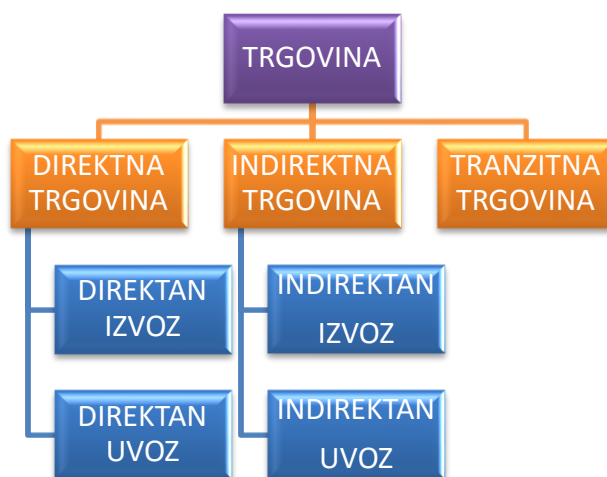 TRGOVINA
DIREKTNA
TRGOVINA
INDIREKTNA
TRGOVINA
TRANZITNA
TRGOVINA
DIREKTAN
IZVOZ
INDIREKTAN
IZVOZ
DIREKTAN
UVOZ
INDIREKTAN
UVOZ